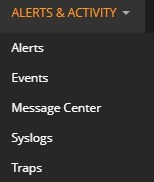 ALERTS & ACTIVITY
Alerts
Events
Message Center
Syslogs
Traps